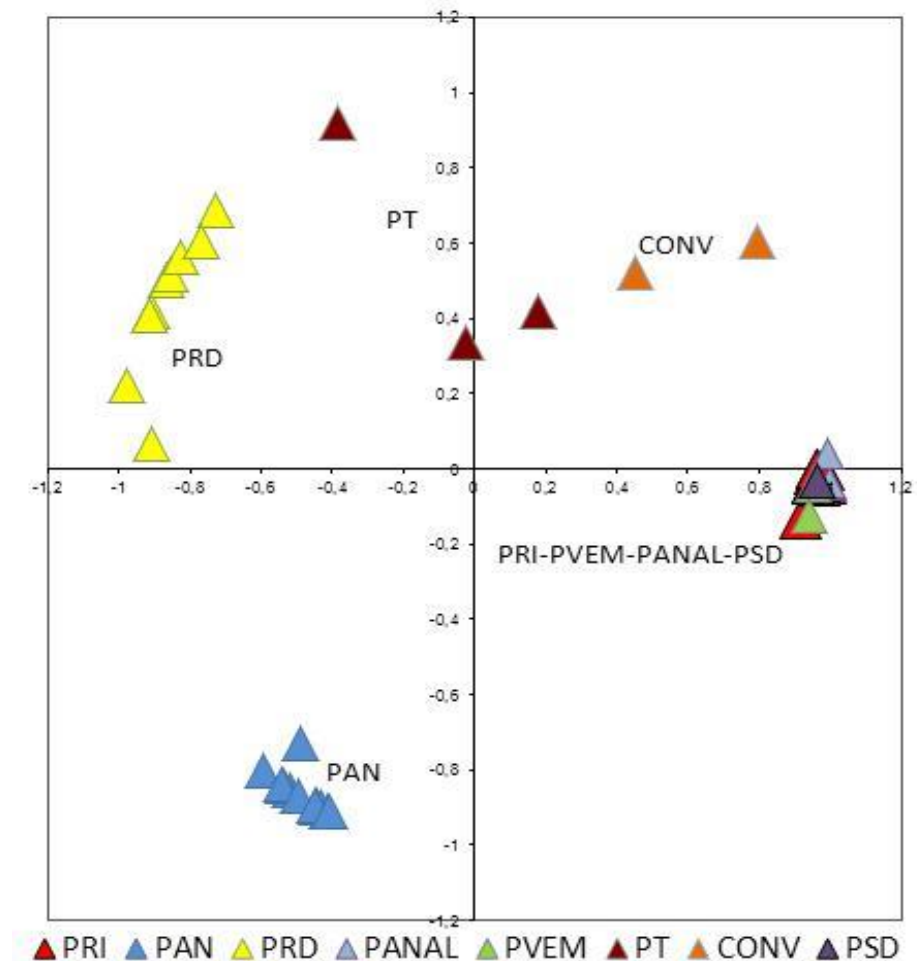 1,2
1
0,8
PT
0,6
CONV
0,4
PRD
0,2
0
-1,2 -1 -0,8 -0,6 -0,4 -0,2 0 0,2 0,4 0,6 0,8 1 1,2
-0,2
PRI-PVEM-PANAL-PSD
-0,4
-0,6
-0,8
PAN
-1
-1,2
PRI PAN PRD PANAL PVEM PT CONV PSD